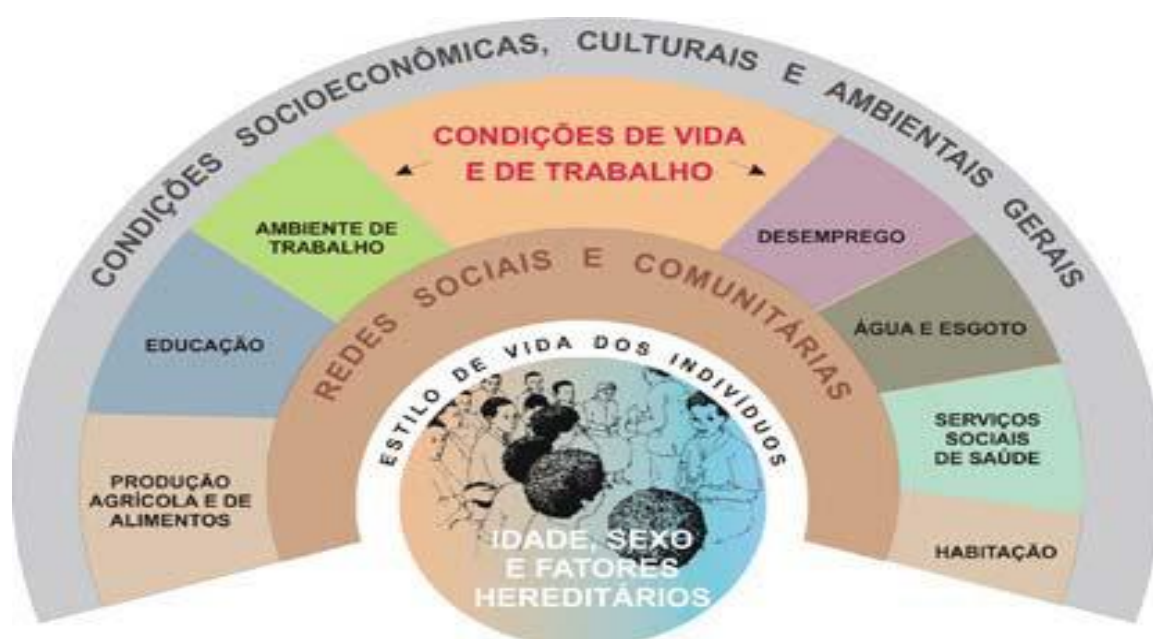 CONDIÇÕES SOCIOECONÔMICAS, CULTURAIS E AMBIENTAIS GERAIS
CONDIÇÕES DE VIDA
E DE TRABALHO
AMBIENTE DE
TRABALHO
DESEMPREGO
REDES SOCIAIS E COMUNITÁRIAS
EDUCAÇÃO
ÁGUA E ESGOTO
ESTILO DE VIDA DOS INDIVÍDUOS
PRODUÇÃO
AGRÍCOLA E DE
ALIMENTOS
SERVIÇOS
SOCIAIS
DE SAÚDE
HABITAÇÃO
IDADE, SEXO
E FATORES
HEREDITÁRIOS